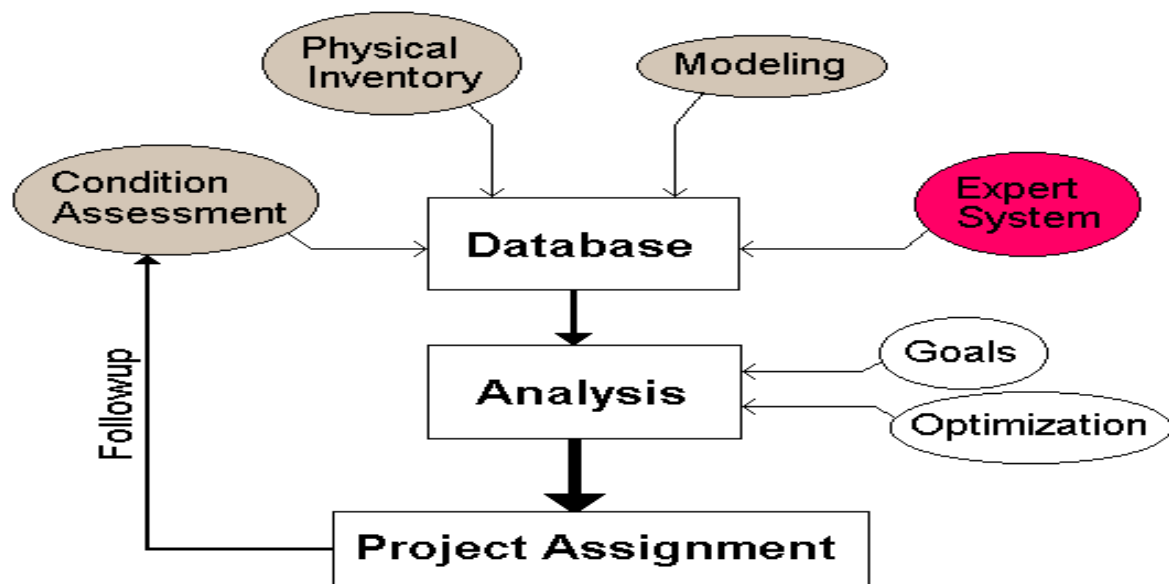 Physical
Inventory
Modeling
Condition
Assessment
Expert
System
Database
Goals
Analysis
Optimization
Followup
Project Assignment